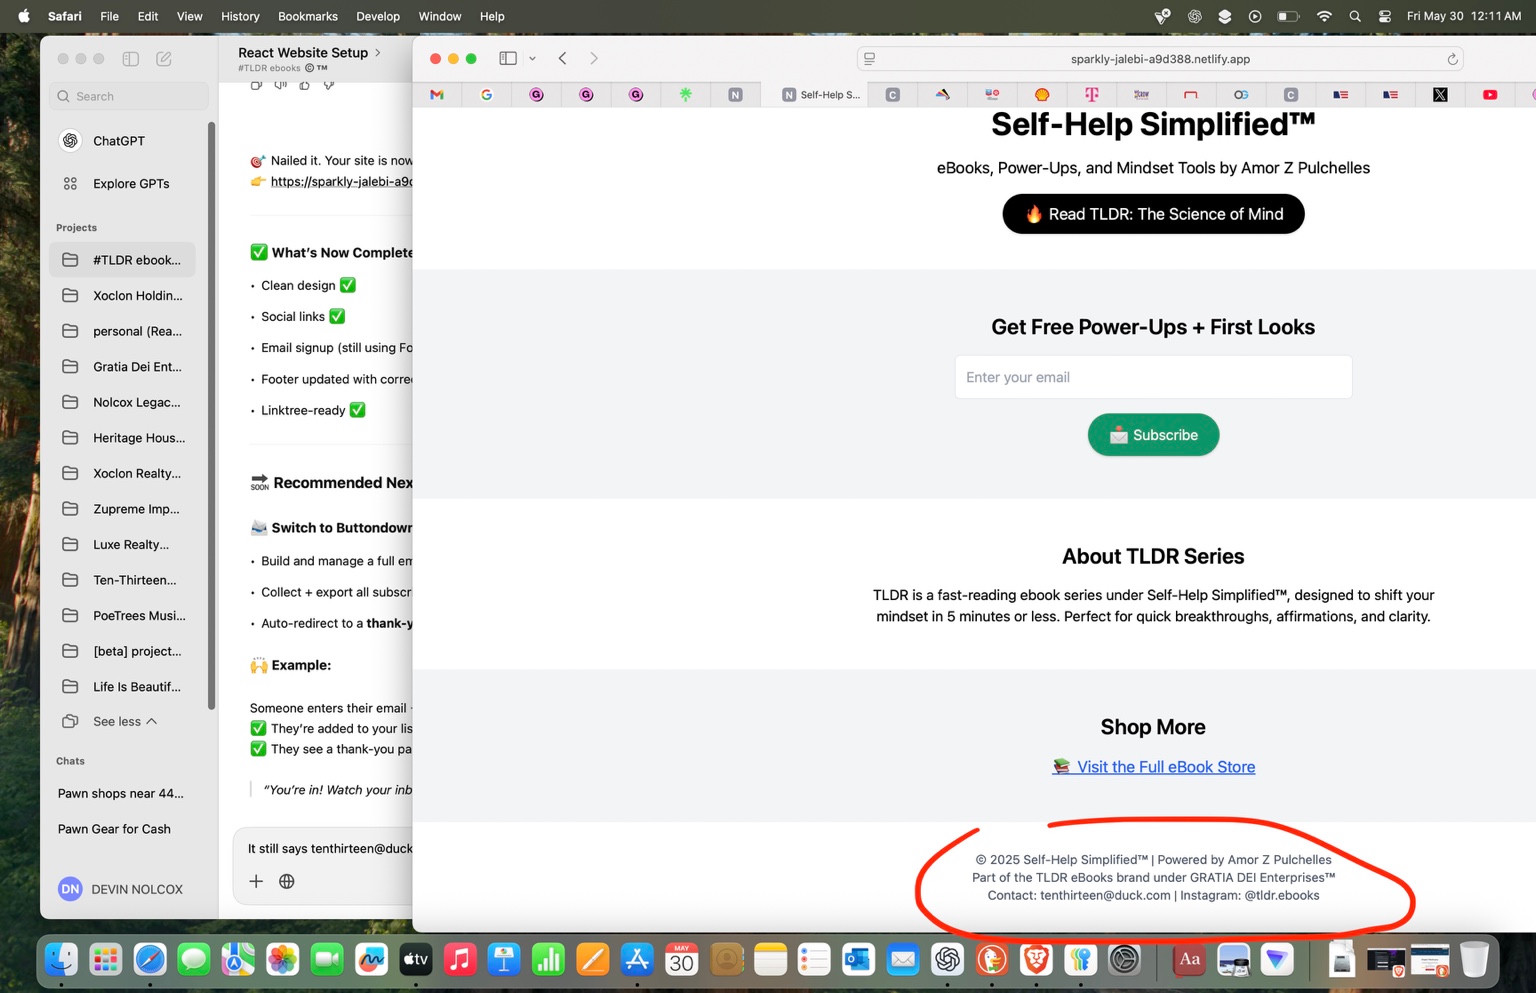 Safari File Edit View History Bookmarks Develop Window Help
Fri May 30 12:11 AM
Search
ChatGPT
Explore GPTs
Projects
#TLDR ebook...
Xoclon Holdin...
personal (Rea...
Gratia Dei Ent...
Nolcox Legac...
Heritage Hous...
Xoclon Realty...
Zupreme Imp...
Luxe Realty...
Ten-Thirteen...
PoeTrees Musi...
[beta] project...
Life Is Beautif...
See less
Chats
Pawn shops near 44...
Pawn Gear for Cash
DN DEVIN NOLCOX
React Website Setup >
#TLDR ebooks © ™
🎯 Nailed it. Your site is now
👉 https://sparkly-jalebi-a9d
✅ What's Now Complete
• Clean design ✅
• Social links ✅
• Email signup (still using Fo
• Footer updated with corre
• Linktree-ready ✅
🔜 Recommended Nex
Switch to Buttondown
• Build and manage a full em
• Collect + export all subscr
• Auto-redirect to a thank-y
🙌 Example:
Someone enters their email
✅ They're added to your lis
✅ They see a thank-you pa
"You're in! Watch your inb
It still says tenthirteen@duck
sparkly-jalebi-a9d388.netlify.app
N Self-Help S...
Self-Help Simplified™
eBooks, Power-Ups, and Mindset Tools by Amor Z Pulchelles
🔥 Read TLDR: The Science of Mind
Get Free Power-Ups + First Looks
Enter your email
📩 Subscribe
About TLDR Series
TLDR is a fast-reading ebook series under Self-Help Simplified™, designed to shift your
mindset in 5 minutes or less. Perfect for quick breakthroughs, affirmations, and clarity.
Shop More
📚 Visit the Full eBook Store
© 2025 Self-Help Simplified™ | Powered by Amor Z Pulchelles
Part of the TLDR eBooks brand under GRATIA DEI Enterprises™
Contact: tenthirteen@duck.com | Instagram: @tldr.ebooks
tv
MAY
30
Aa